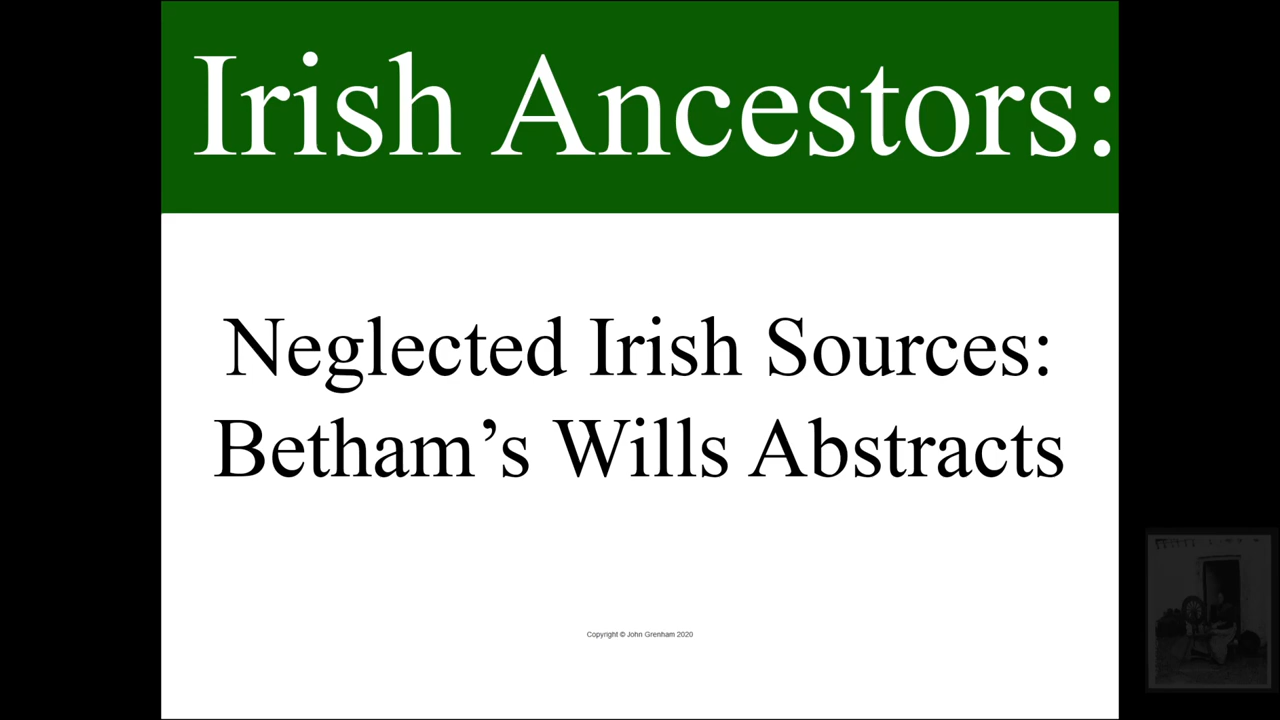 Irish Ancestors:
Neglected Irish Sources:
Betham’s Wills Abstracts
Copyright © John Grenham 2020